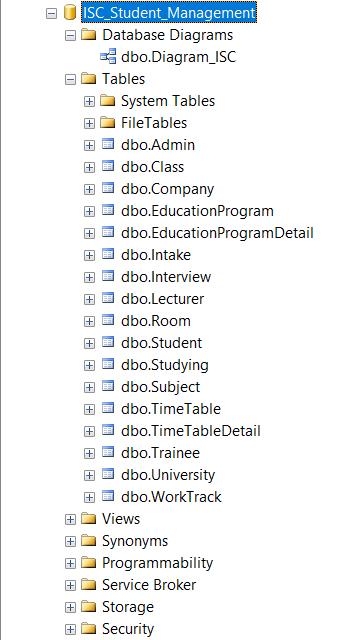 ISC_Student_Management
Database Diagrams
dbo.Diagram_ISC
Tables
System Tables
FileTables
dbo.Admin
dbo.Class
dbo.Company
dbo.EducationProgram
dbo.EducationProgramDetail
dbo.Intake
dbo.Interview
dbo.Lecturer
dbo.Room
dbo.Student
dbo.Studying
dbo.Subject
dbo.TimeTable
dbo.TimeTableDetail
dbo.Trainee
dbo.University
dbo.WorkTrack
Views
Synonyms
Programmability
Service Broker
Storage
Security